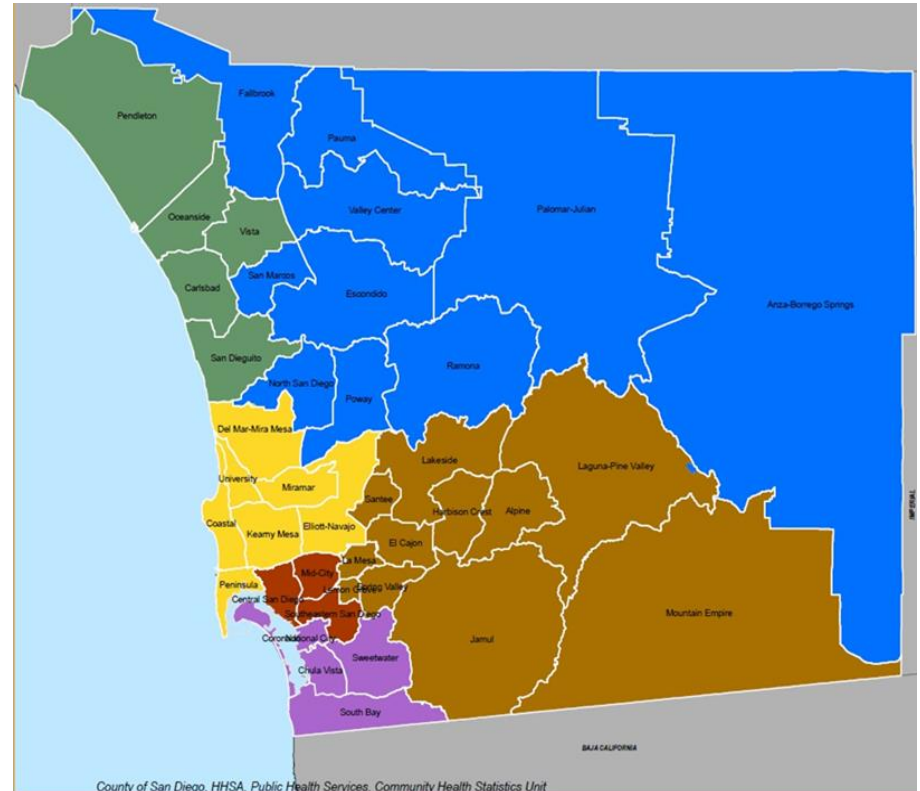 Fallbrook
Pendleton
Pauma
Valley Center
Palomar-Julian
Oceanside
Vista
San Marcos
Carlsbad
Escondido
Anza-Borrego Springs
San Dieguito
North San Diego
Poway
Ramona
Del Mar-Mira Mesa
Lakeside
Laguna-Pine Valley
University
Miramar
Santee
Harbison Crest
Alpine
Coastal
Kearny Mesa
Elliott-Navajo
El Cajon
La Mesa
Mid-City
Peninsula
Central San Diego
Lemon Grove
Spring Valley
Southeastern San Diego
Mountain Empire
Coronado
National City
Jamul
Sweetwater
Chula Vista
South Bay
IMPERIAL
BAJA CALIFORNIA
County of San Diego, HHSA, Public Health Services, Community Health Statistics Unit